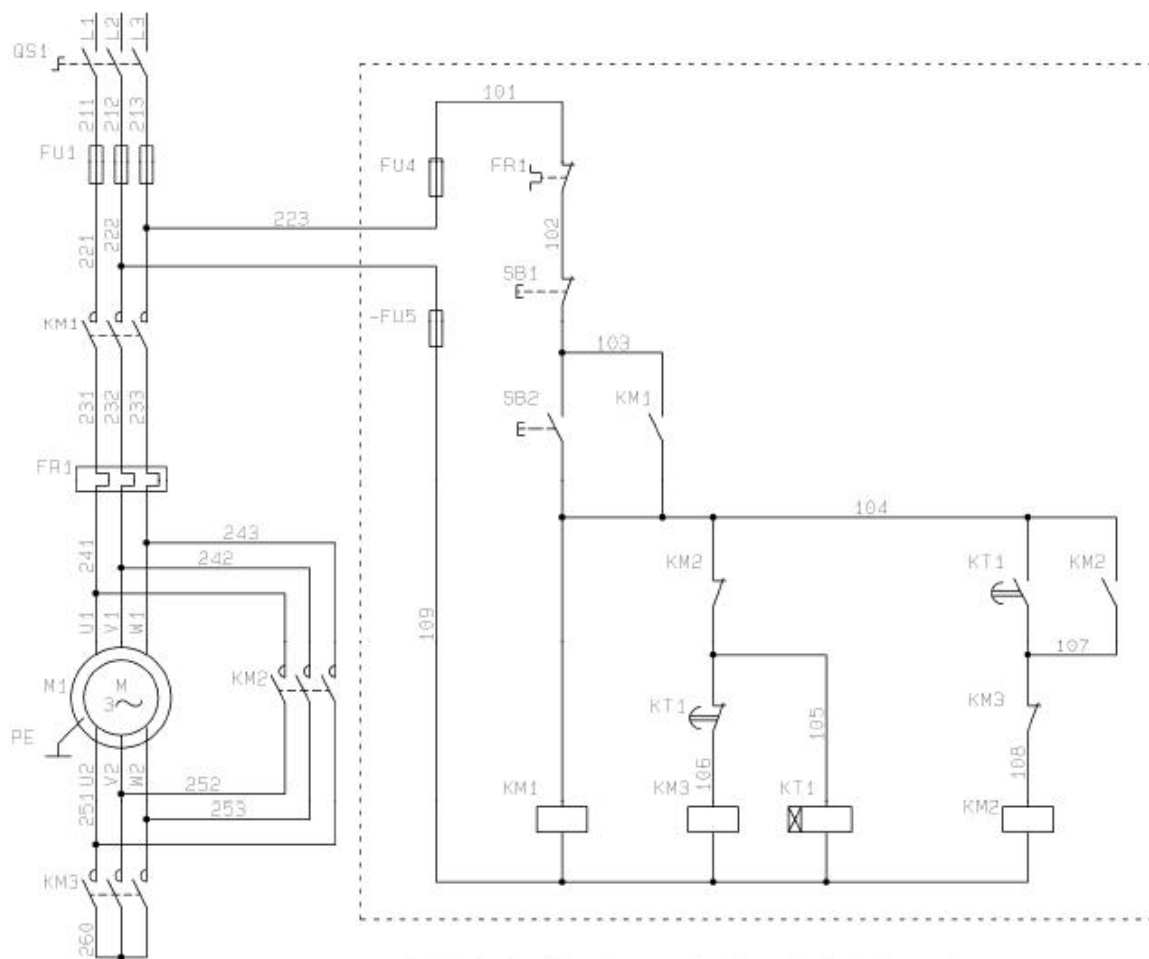 L1 L2 L3
QS1
211 212 213
FU1
221 222
223
KM1
231 232 233
FR1
243
242
241
U1 V1 W1
M1
M
3~
PE
KM2
U2 V2 W2
251
252
253
KM3
260
101
FU4
FR1
102
SB1
-FU5
103
SB2
KM1
104
KM2
KT1
KM2
109
107
KT1
105
KM3
106
108
KM1
KM3
KT1
KM2